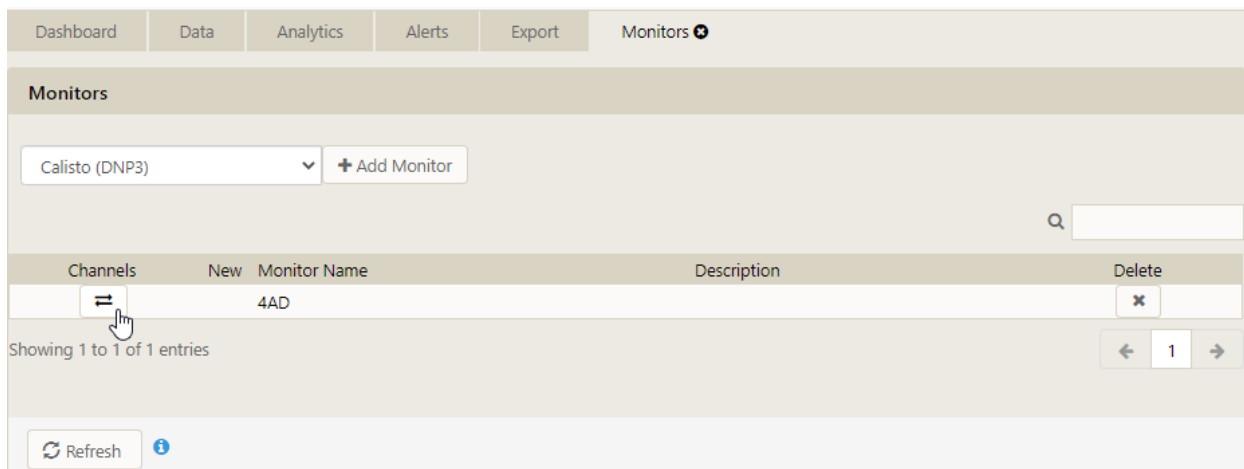 Dashboard Data Analytics Alerts Export Monitors
Monitors
Calisto (DNP3) Add Monitor
Channels New Monitor Name Description Delete
4AD
Showing 1 to 1 of 1 entries 1
Refresh